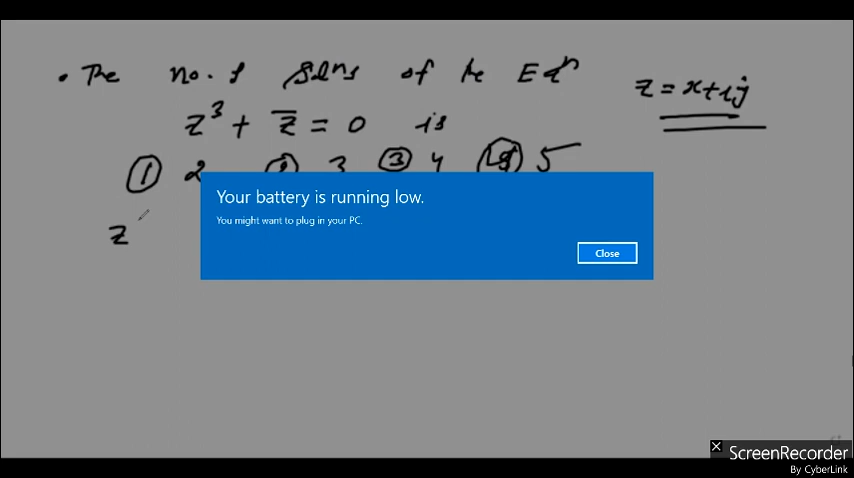 • The no. of Solns of the Eqn
z = x+iy
z³ + z̅ = 0 is
① 2 ② 3 ③ 4 ④ 5
Your battery is running low.
You might want to plug in your PC.
z
Close
ScreenRecorder
By CyberLink